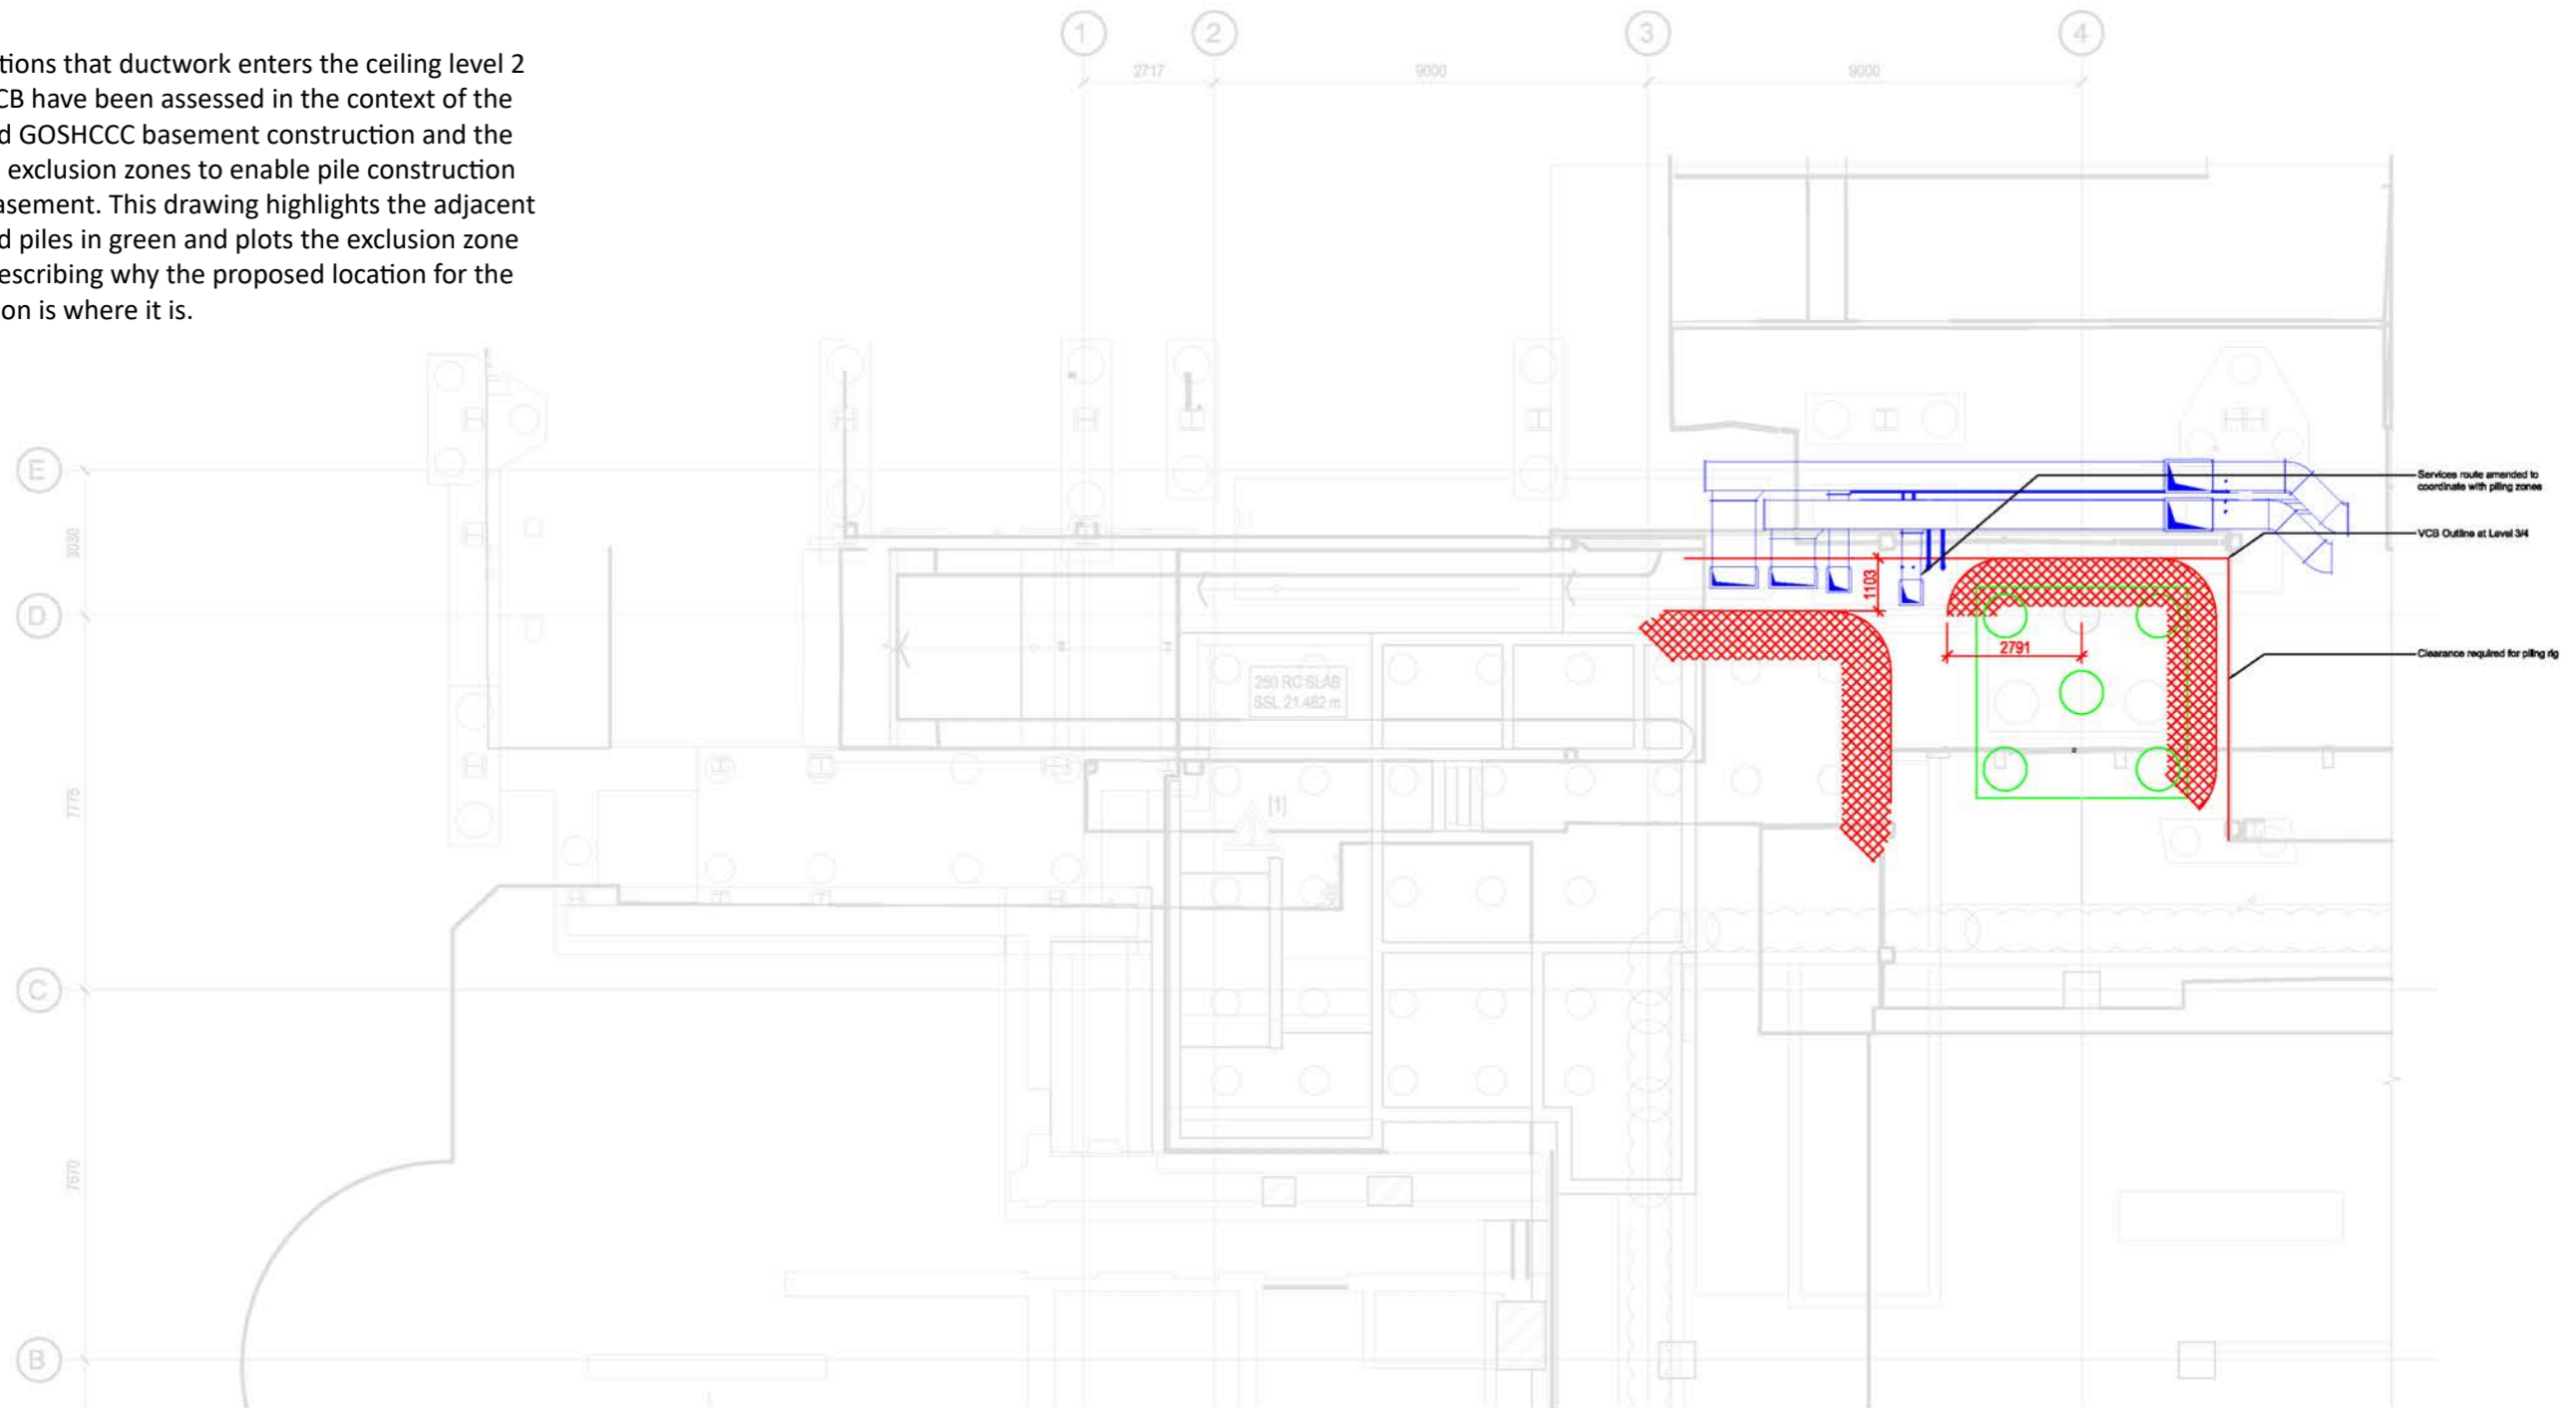 1 2 3 4
2717 9000 9000
tions that ductwork enters the ceiling level 2
CB have been assessed in the context of the
d GOSHCCC basement construction and the
exclusion zones to enable pile construction
asement. This drawing highlights the adjacent
d piles in green and plots the exclusion zone
escribing why the proposed location for the
on is where it is.
E
Services route amended to
coordinate with piling zones
VCB Outline at Level 3/4
3030
1103
D
2791
Clearance required for piling rig
250 RC SLAB
SSL 21.482 m
7775
[1]
C
7670
B